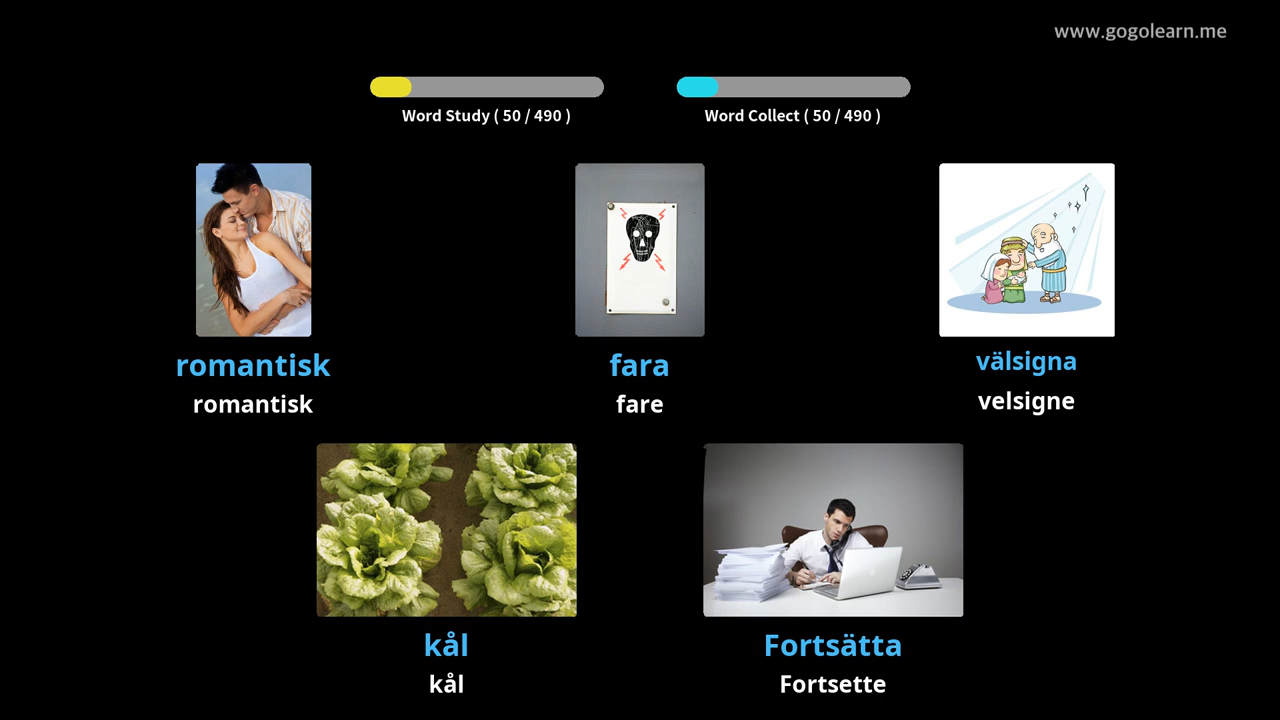 www.gogolearn.me
Word Study ( 50 / 490 )
Word Collect ( 50 / 490 )
romantisk
romantisk
fara
fare
välsigna
velsigne
kål
kål
Fortsätta
Fortsette